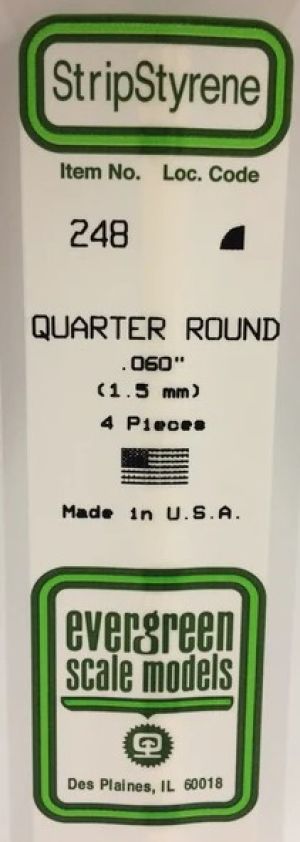 StripStyrene
Item No. Loc. Code
248
QUARTER ROUND
.060"
(1.5 mm)
4 Pieces
Made in U.S.A.
evergreen
scale models
Des Plaines, IL 60018